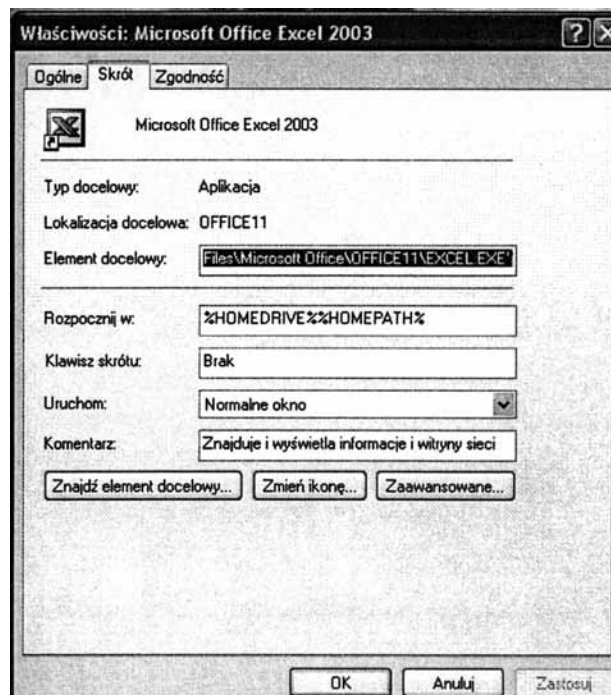 Właściwości: Microsoft Office Excel 2003
Ogólne Skrót Zgodność
Microsoft Office Excel 2003
Typ docelowy: Aplikacja
Lokalizacja docelowa: OFFICE11
Element docelowy: Files\Microsoft Office\OFFICE11\EXCEL.EXE"
Rozpocznij w: %HOMEDRIVE%%HOMEPATH%
Klawisz skrótu: Brak
Uruchom: Normalne okno
Komentarz: Znajduje i wyświetla informacje i witryny sieci
Znajdź element docelowy... Zmień ikonę... Zaawansowane...
OK Anuluj Zastosuj